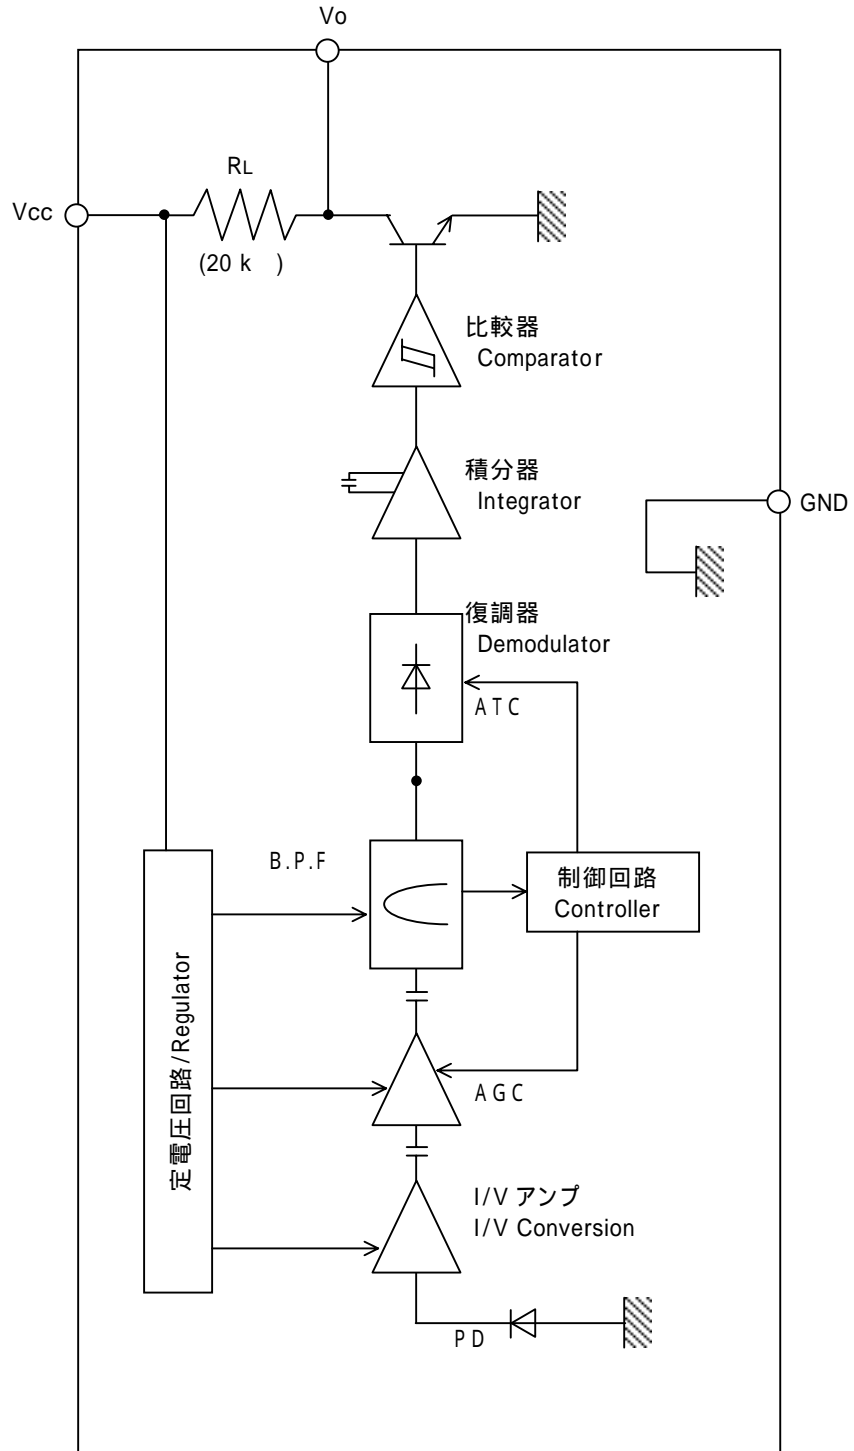 Vo
RL
Vcc
(20 k )
比較器
Comparator
積分器
Integrator
GND
復調器
Demodulator
ATC
B.P.F
制御回路
Controller
定電圧回路/Regulator
AGC
I/V アンプ
I/V Conversion
PD